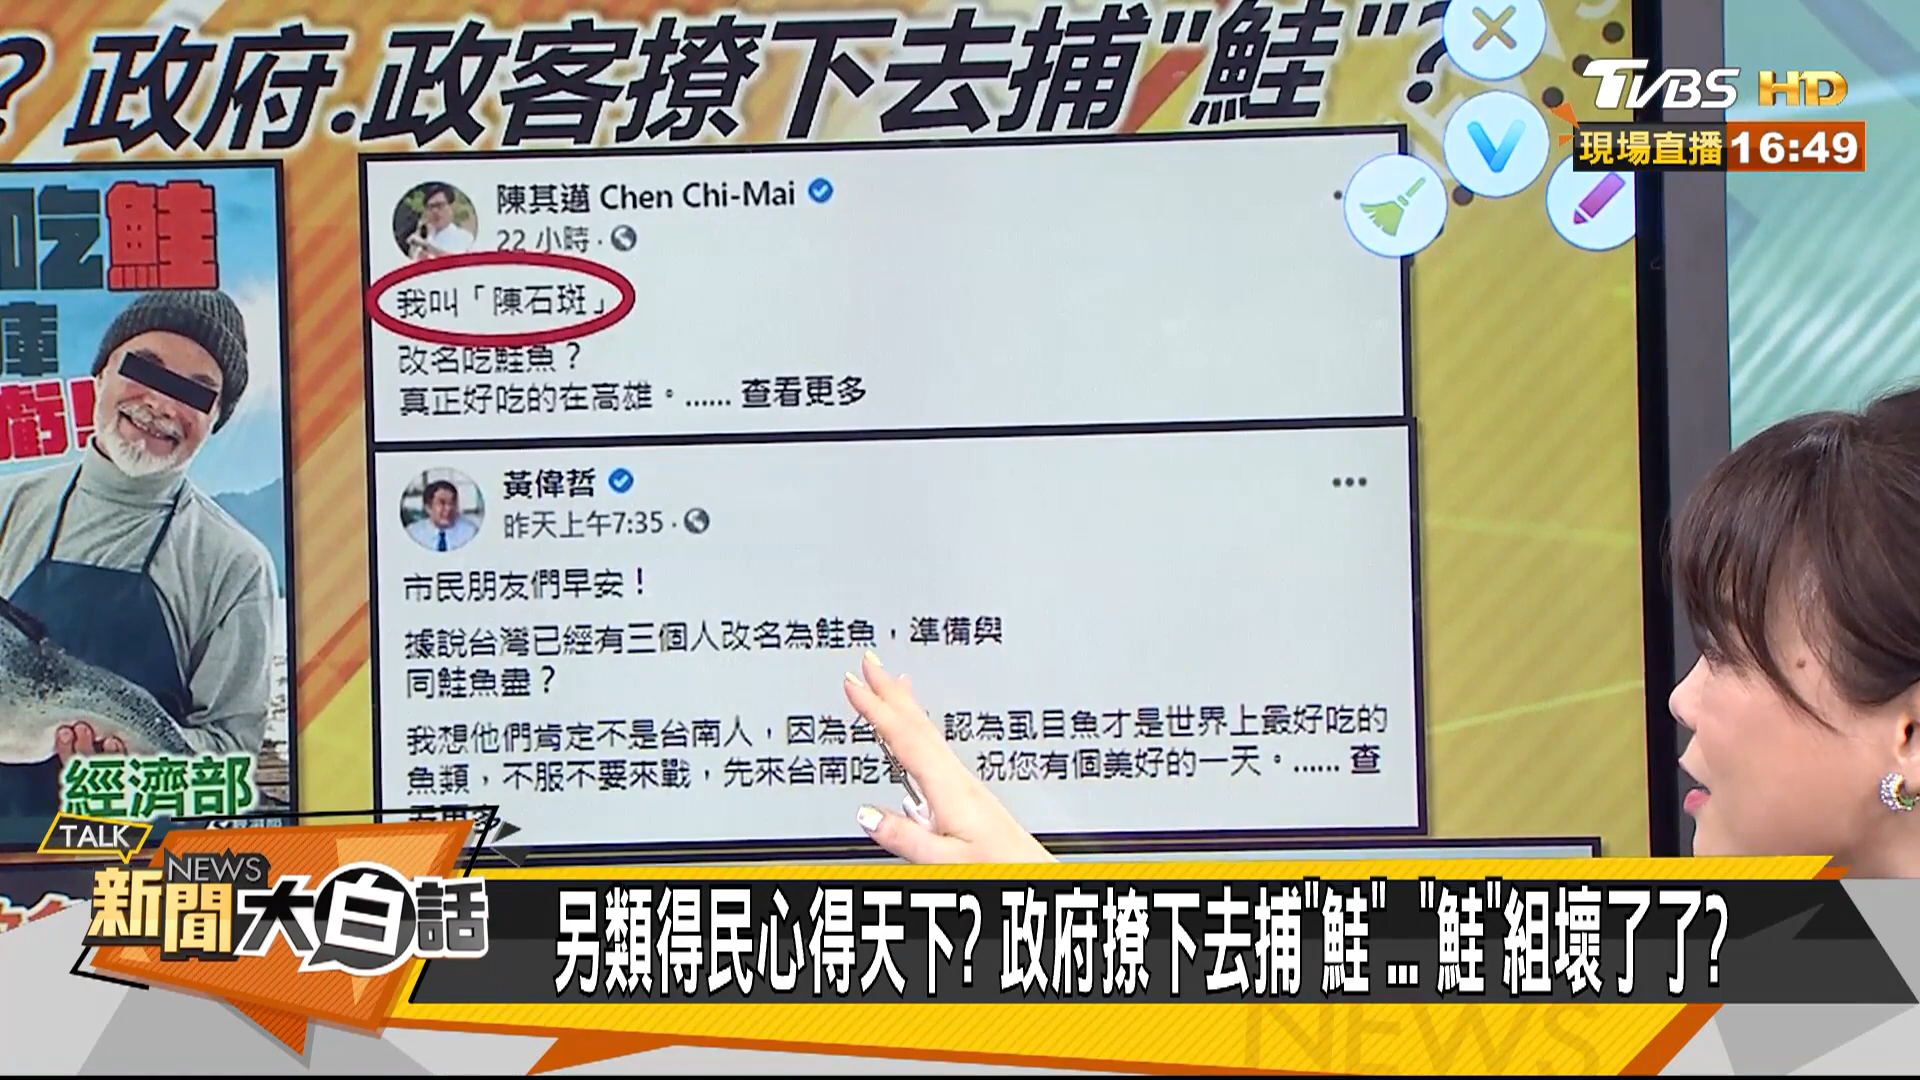 ? 政府.政客撩下去捕"鮭"?
TVBS HD
現場直播 16:49
吃鮭
庫
虧!
經濟部
陳其邁 Chen Chi-Mai
22 小時
我叫「陳石斑」
改名吃鮭魚?
真正好吃的在高雄。...... 查看更多
黃偉哲
昨天上午7:35
市民朋友們早安!
據說台灣已經有三個人改名為鮭魚,準備與
同鮭魚盡?
我想他們肯定不是台南人,因為台 認為虱目魚才是世界上最好吃的
魚類,不服不要來戰,先來台南吃 祝您有個美好的一天。...... 查
看更多
TALK
NEWS
新聞大白話
另類得民心得天下? 政府撩下去捕"鮭"..."鮭"組壞了了?
NEWS